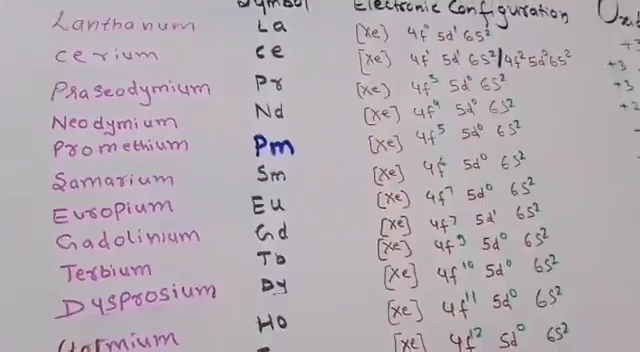 Symbol Electronic Configuration
Lanthanum La [Xe] 4f⁰ 5d¹ 6s²
Cerium Ce [Xe] 4f¹ 5d¹ 6s²/4f²5d⁰6s²
Praseodymium Pr [Xe] 4f³ 5d⁰ 6s²
Neodymium Nd [Xe] 4f⁴ 5d⁰ 6s²
Promethium Pm [Xe] 4f⁵ 5d⁰ 6s²
Samarium Sm [Xe] 4f⁶ 5d⁰ 6s²
Europium Eu [Xe] 4f⁷ 5d⁰ 6s²
Gadolinium Gd [Xe] 4f⁷ 5d¹ 6s²
Terbium Tb [Xe] 4f⁹ 5d⁰ 6s²
Dysprosium Dy [Xe] 4f¹⁰ 5d⁰ 6s²
Ho [Xe] 4f¹¹ 5d⁰ 6s²
[Xe] 4f¹² 5d⁰ 6s²